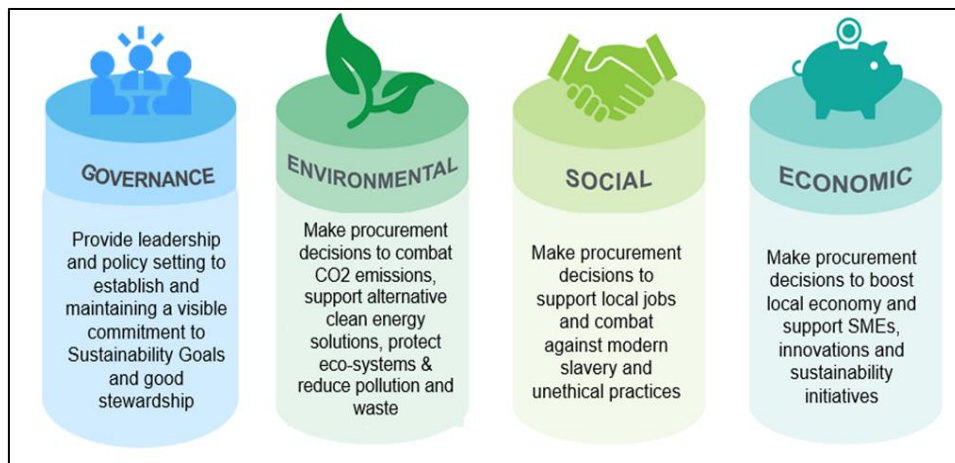 GOVERNANCE
Provide leadership
and policy setting to
establish and
maintaining a visible
commitment to
Sustainability Goals
and good
stewardship
ENVIRONMENTAL
Make procurement
decisions to combat
CO2 emissions,
support alternative
clean energy
solutions, protect
eco-systems &
reduce pollution and
waste
SOCIAL
Make procurement
decisions to
support local jobs
and combat
against modern
slavery and
unethical practices
ECONOMIC
Make procurement
decisions to boost
local economy and
support SMEs,
innovations and
sustainability
initiatives